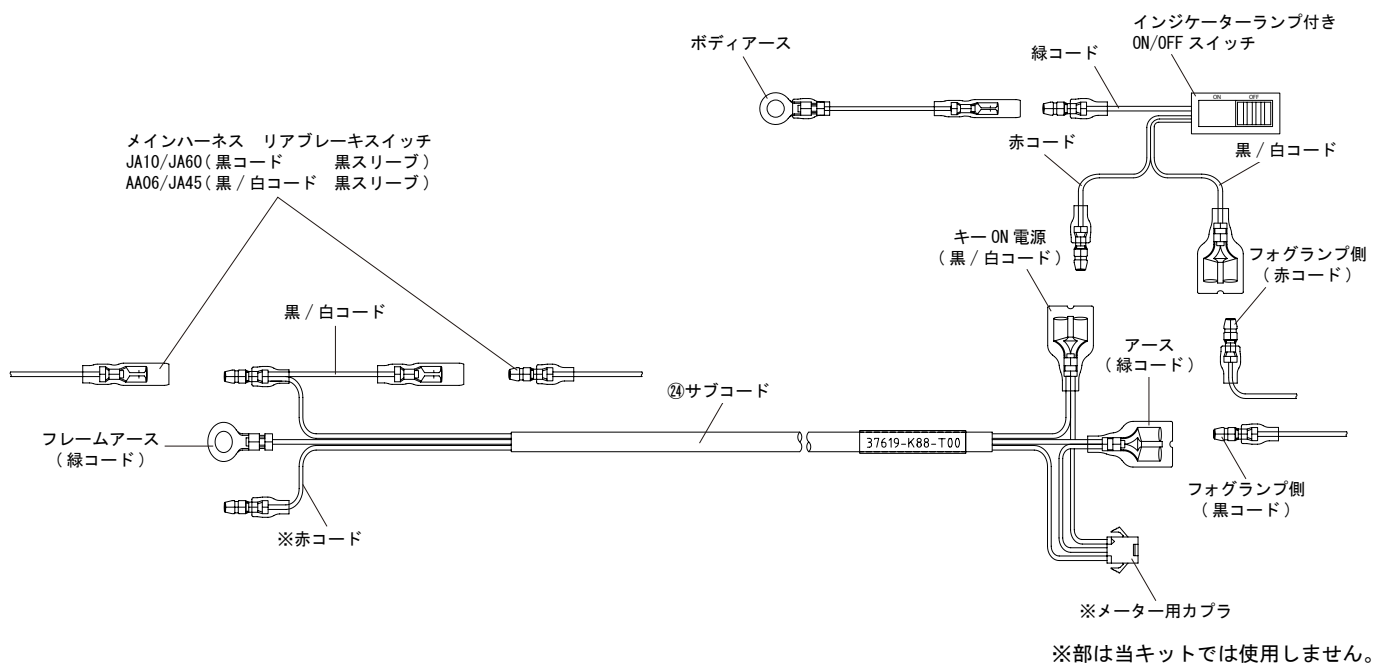 インジケーターランプ付き
ON/OFF スイッチ
ボディアース
緑コード
ON OFF
メインハーネス　リアブレーキスイッチ
JA10/JA60(黒コード　　黒スリーブ)
AA06/JA45(黒/白コード　黒スリーブ)
赤コード
黒/白コード
キー ON 電源
(黒/白コード)
フォグランプ側
(赤コード)
黒/白コード
アース
(緑コード)
㉔サブコード
フレームアース
(緑コード)
37619-K88-T00
フォグランプ側
(黒コード)
※赤コード
※メーター用カプラ
※部は当キットでは使用しません。